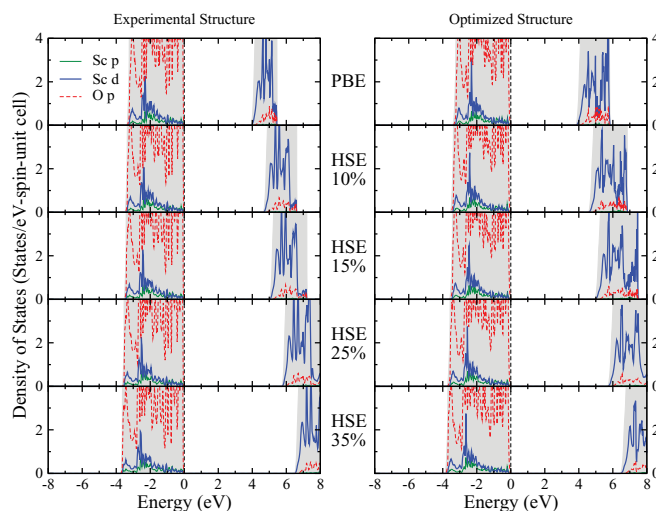 Experimental Structure
Optimized Structure
Density of States (States/eV-spin-unit cell)
Sc p
Sc d
O p
4
2
0
2
0
2
0
2
0
2
0
PBE
HSE
10%
HSE
15%
HSE
25%
HSE
35%
4
2
0
2
0
2
0
2
0
2
0
-8 -6 -4 -2 0 2 4 6 8
-8 -6 -4 -2 0 2 4 6 8
Energy (eV)
Energy (eV)